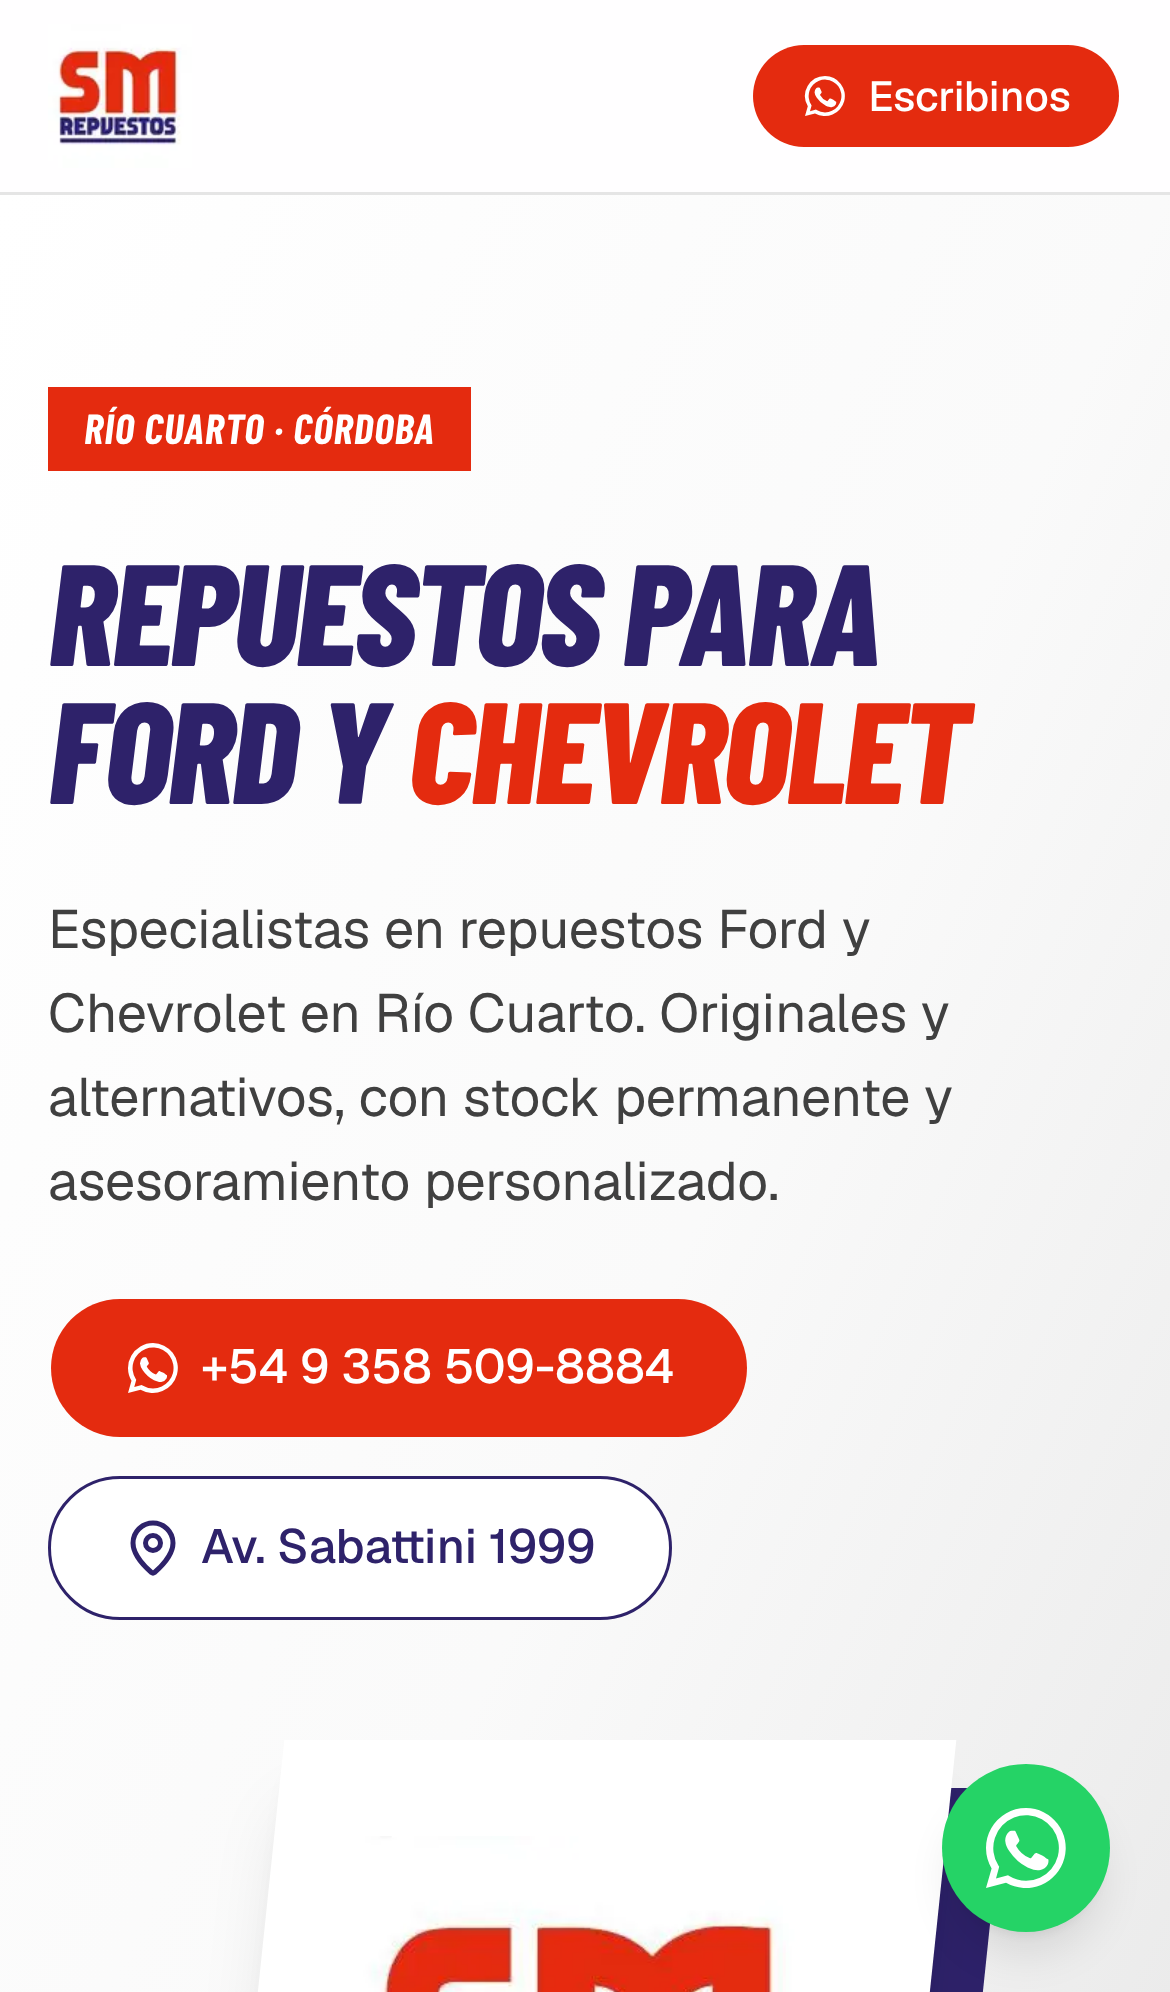 SM
REPUESTOS
Escribinos
RÍO CUARTO · CÓRDOBA
REPUESTOS PARA
FORD Y CHEVROLET
Especialistas en repuestos Ford y
Chevrolet en Río Cuarto. Originales y
alternativos, con stock permanente y
asesoramiento personalizado.
+54 9 358 509-8884
Av. Sabattini 1999
SM